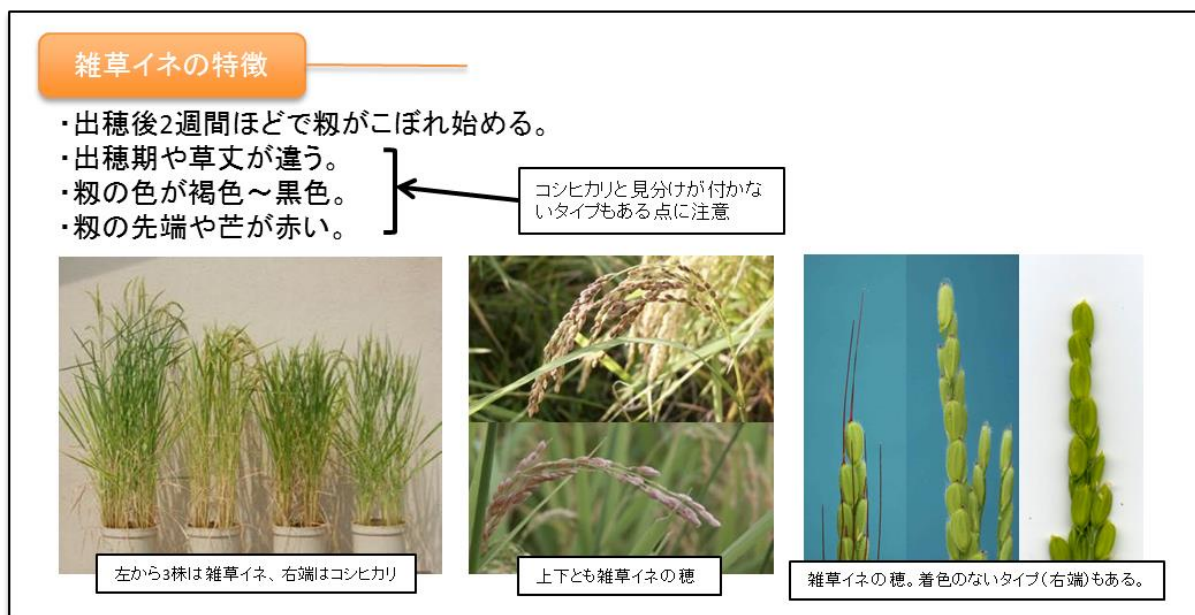 雑草イネの特徴
・出穂後2週間ほどで籾がこぼれ始める。
・出穂期や草丈が違う。
・籾の色が褐色～黒色。
・籾の先端や芒が赤い。
コシヒカリと見分けが付かな
いタイプもある点に注意
左から3株は雑草イネ、右端はコシヒカリ
上下とも雑草イネの穂
雑草イネの穂。着色のないタイプ(右端)もある。